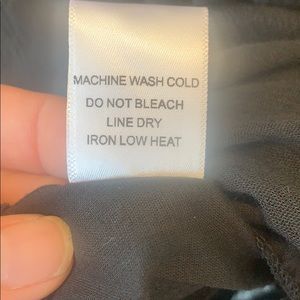 MACHINE WASH COLD
DO NOT BLEACH
LINE DRY
IRON LOW HEAT